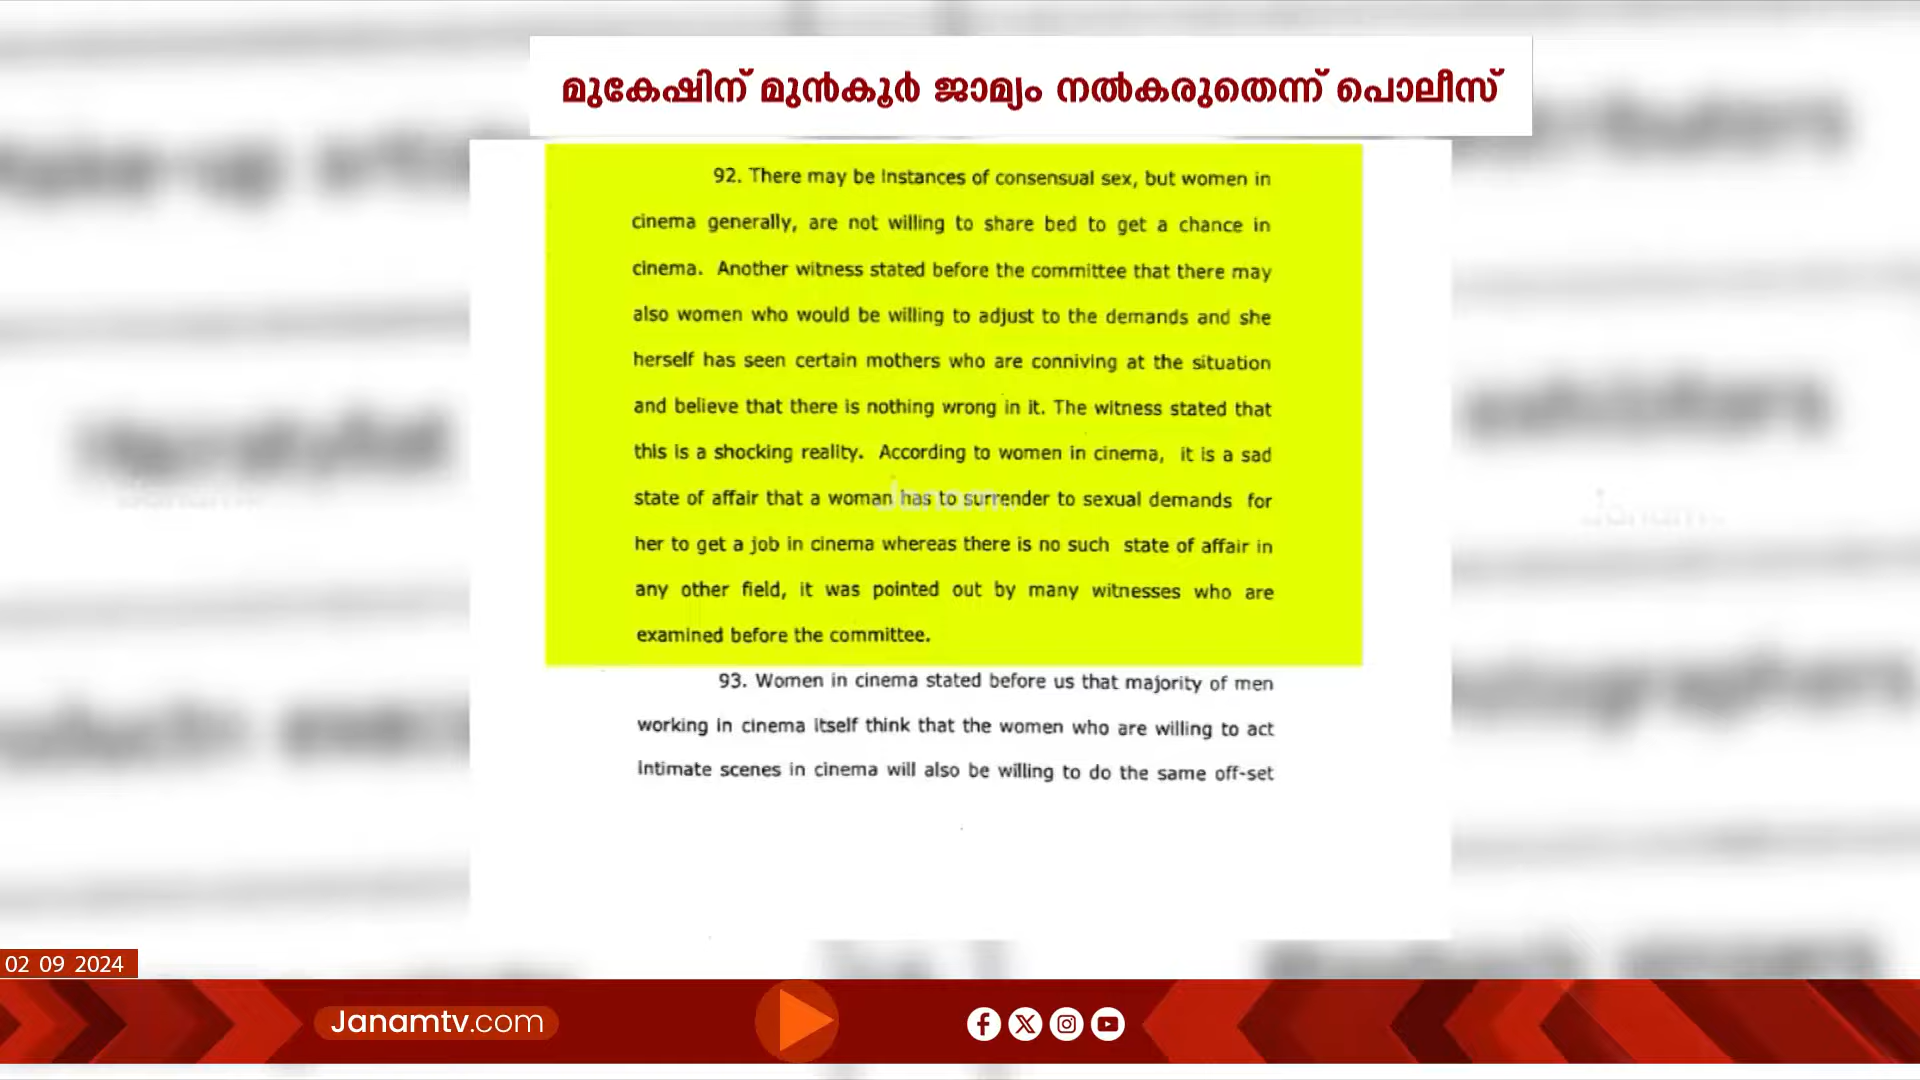 മുകേഷിന് മുൻകൂർ ജാമ്യം നൽകരുതെന്ന് പൊലീസ്
92. There may be instances of consensual sex, but women in
cinema generally, are not willing to share bed to get a chance in
cinema. Another witness stated before the committee that there may
also women who would be willing to adjust to the demands and she
herself has seen certain mothers who are conniving at the situation
and believe that there is nothing wrong in it. The witness stated that
this is a shocking reality. According to women in cinema, it is a sad
state of affair that a woman has to surrender to sexual demands for
her to get a job in cinema whereas there is no such state of affair in
any other field, it was pointed out by many witnesses who are
examined before the committee.
93. Women in cinema stated before us that majority of men
working in cinema itself think that the women who are willing to act
intimate scenes in cinema will also be willing to do the same off-set
Janam
02 09 2024
Janamtv.com